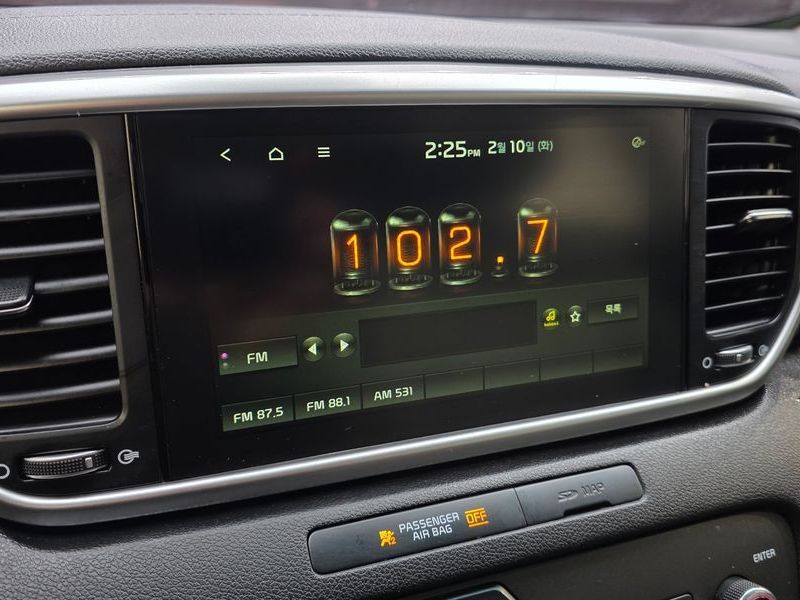 2:25PM 2월 10일 (화)
102.7
FM
목록
FM 87.5 FM 88.1 AM 531
PASSENGER AIR BAG OFF
SD MAP
ENTER